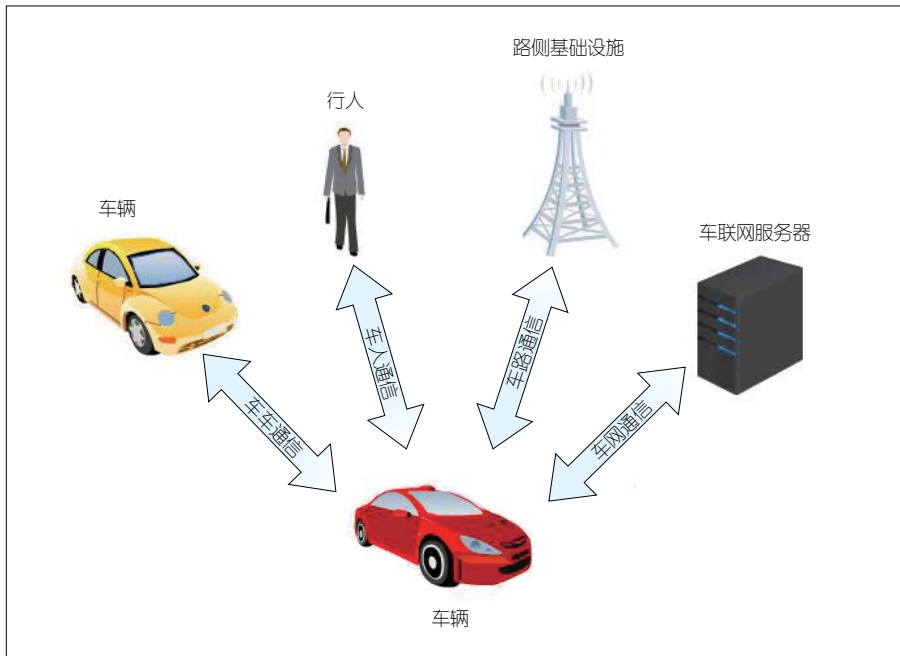 路侧基础设施
行人
车辆
车联网服务器
车车通信
车人通信
车路通信
车网通信
车辆